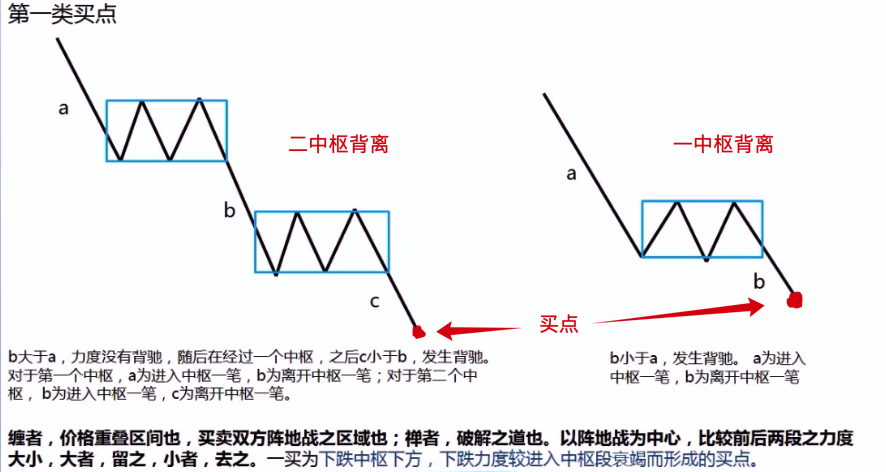 第一类买点
a
二中枢背离
一中枢背离
a
b
b
c
买点
b大于a，力度没有背驰，随后在经过一个中枢，之后c小于b，发生背驰。
对于第一个中枢，a为进入中枢一笔，b为离开中枢一笔；对于第二个中
枢， b为进入中枢一笔，c为离开中枢一笔。
b小于a，发生背驰。 a为进入
中枢一笔，b为离开中枢一笔
缠者，价格重叠区间也，买卖双方阵地战之区域也；禅者，破解之道也。以阵地战为中心，比较前后两段之力度
大小，大者，留之，小者，去之。一买为下跌中枢下方，下跌力度较进入中枢段衰竭而形成的买点。